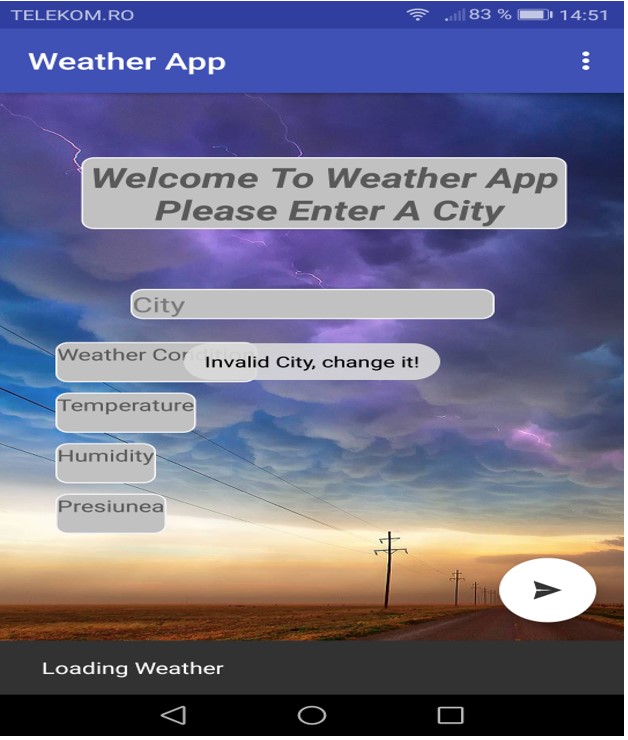 TELEKOM.RO 83 % 14:51
Weather App
Welcome To Weather App
Please Enter A City
City
Weather Condition
Invalid City, change it!
Temperature
Humidity
Presiunea
Loading Weather